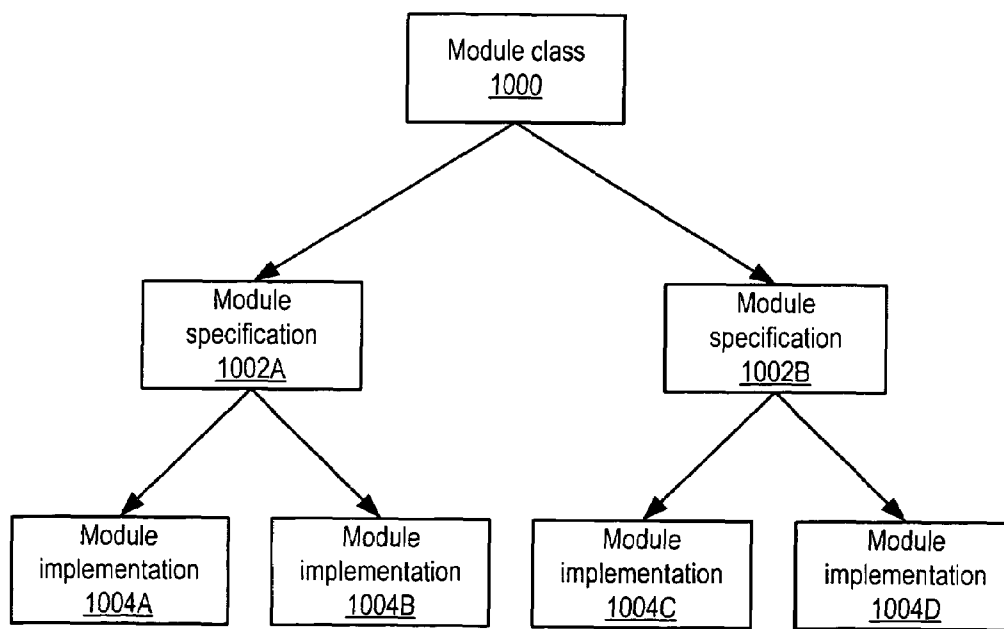 Module class
1000
Module
specification
1002A
Module
specification
1002B
Module
implementation
1004A
Module
implementation
1004B
Module
implementation
1004C
Module
implementation
1004D